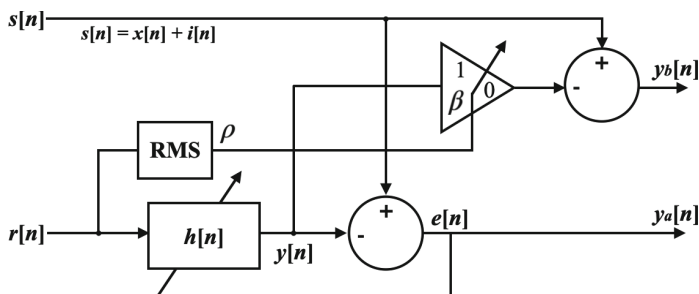 s[n]
s[n] = x[n] + i[n]
+
-
y_b[n]
1
β
0
RMS
ρ
+
-
r[n]
h[n]
y[n]
e[n]
y_a[n]